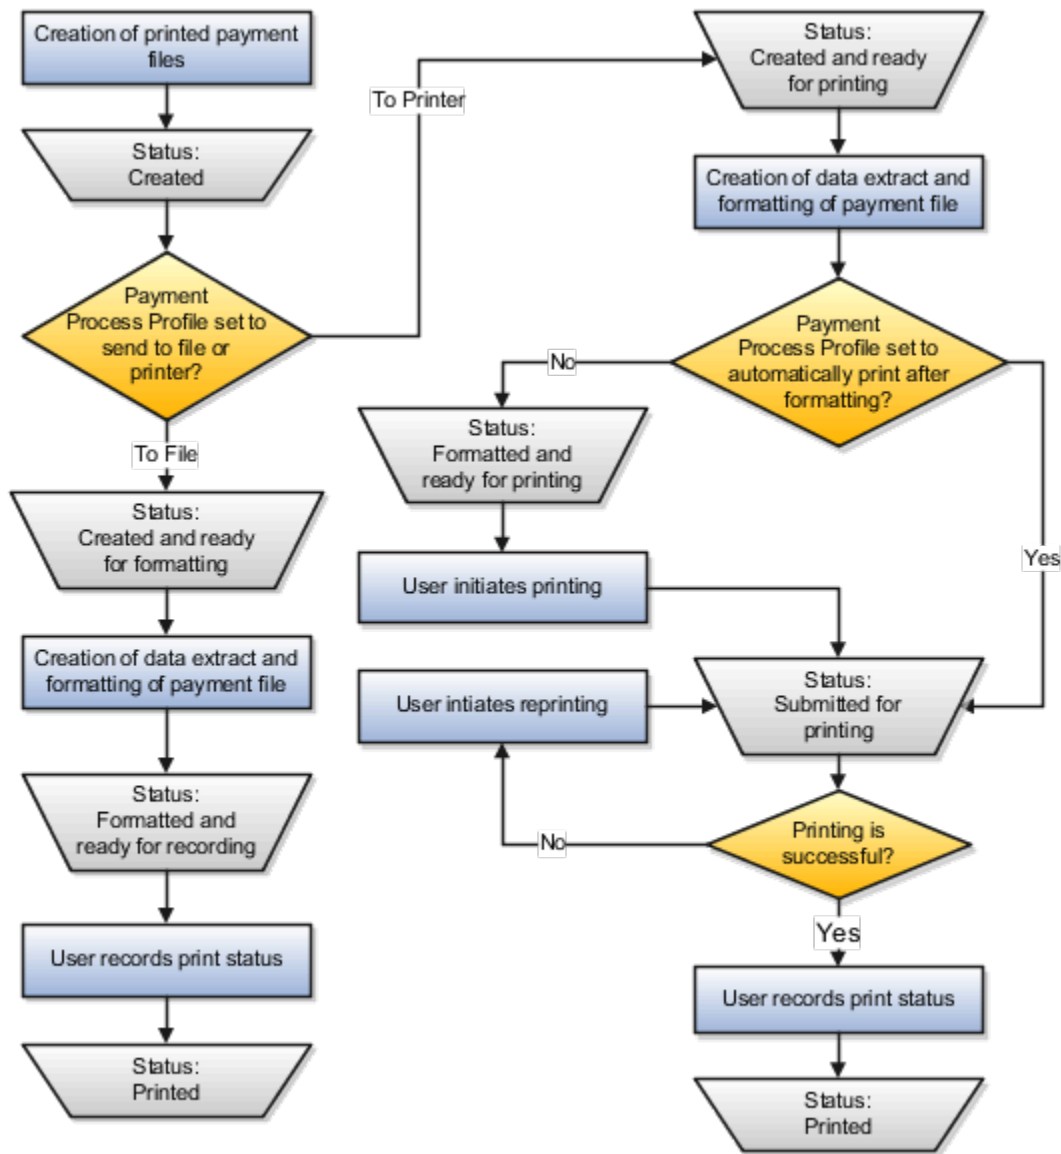 Creation of printed payment
files
Status:
Created
Payment
Process Profile set to
send to file or
printer?
To File
Status:
Created and ready
for formatting
Creation of data extract and
formatting of payment file
Status:
Formatted and
ready for recording
User records print status
Status:
Printed
To Printer
Status:
Created and ready
for printing
Creation of data extract and
formatting of payment file
Payment
Process Profile set to
automatically print after
formatting?
No
Status:
Formatted and
ready for printing
User initiates printing
Yes
Status:
Submitted for
printing
User intiates reprinting
Printing is
successful?
No
Yes
User records print status
Status:
Printed